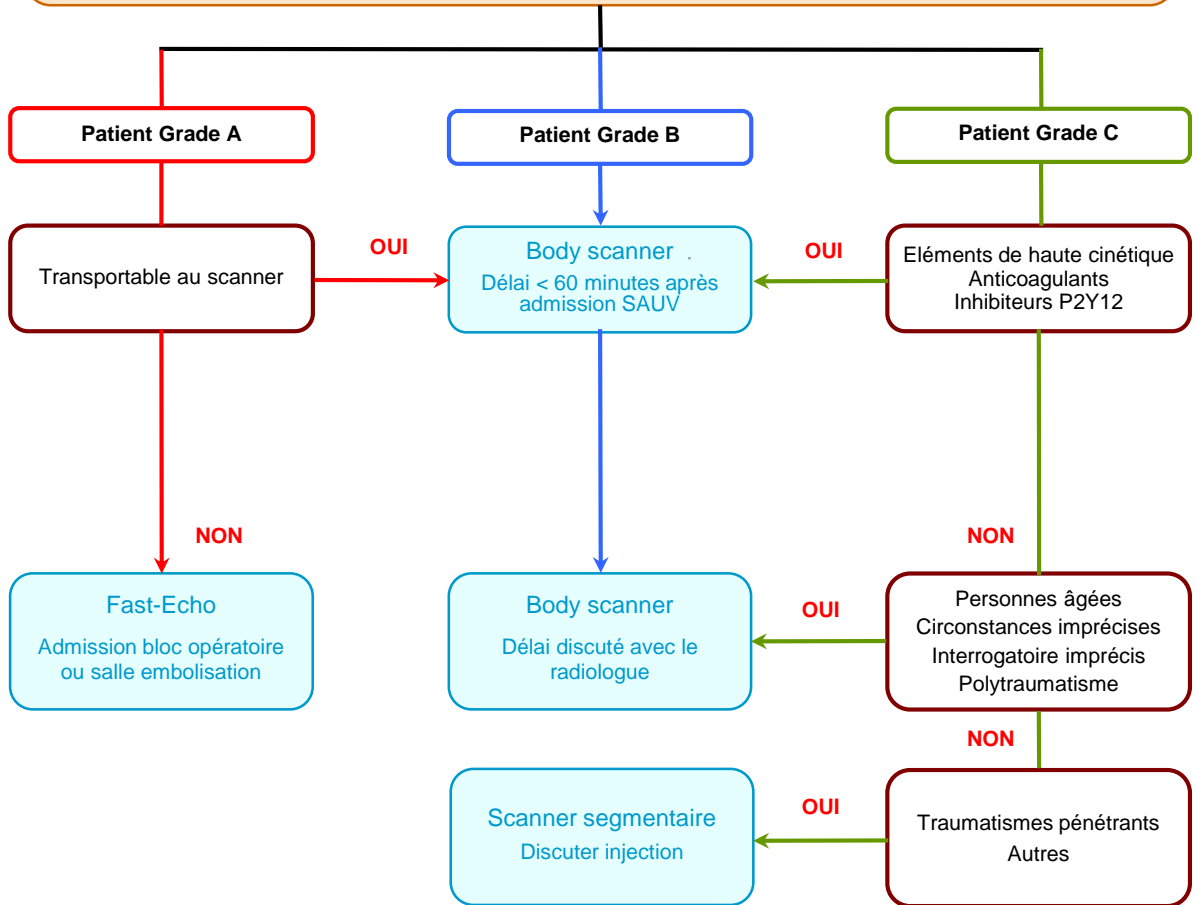 Patient Grade A
Patient Grade B
Patient Grade C
Transportable au scanner
OUI
Body scanner .
Délai < 60 minutes après
admission SAUV
OUI
Eléments de haute cinétique
Anticoagulants
Inhibiteurs P2Y12
NON
NON
Fast-Echo
Admission bloc opératoire
ou salle embolisation
Body scanner
Délai discuté avec le
radiologue
OUI
Personnes âgées
Circonstances imprécises
Interrogatoire imprécis
Polytraumatisme
NON
Scanner segmentaire
Discuter injection
OUI
Traumatismes pénétrants
Autres